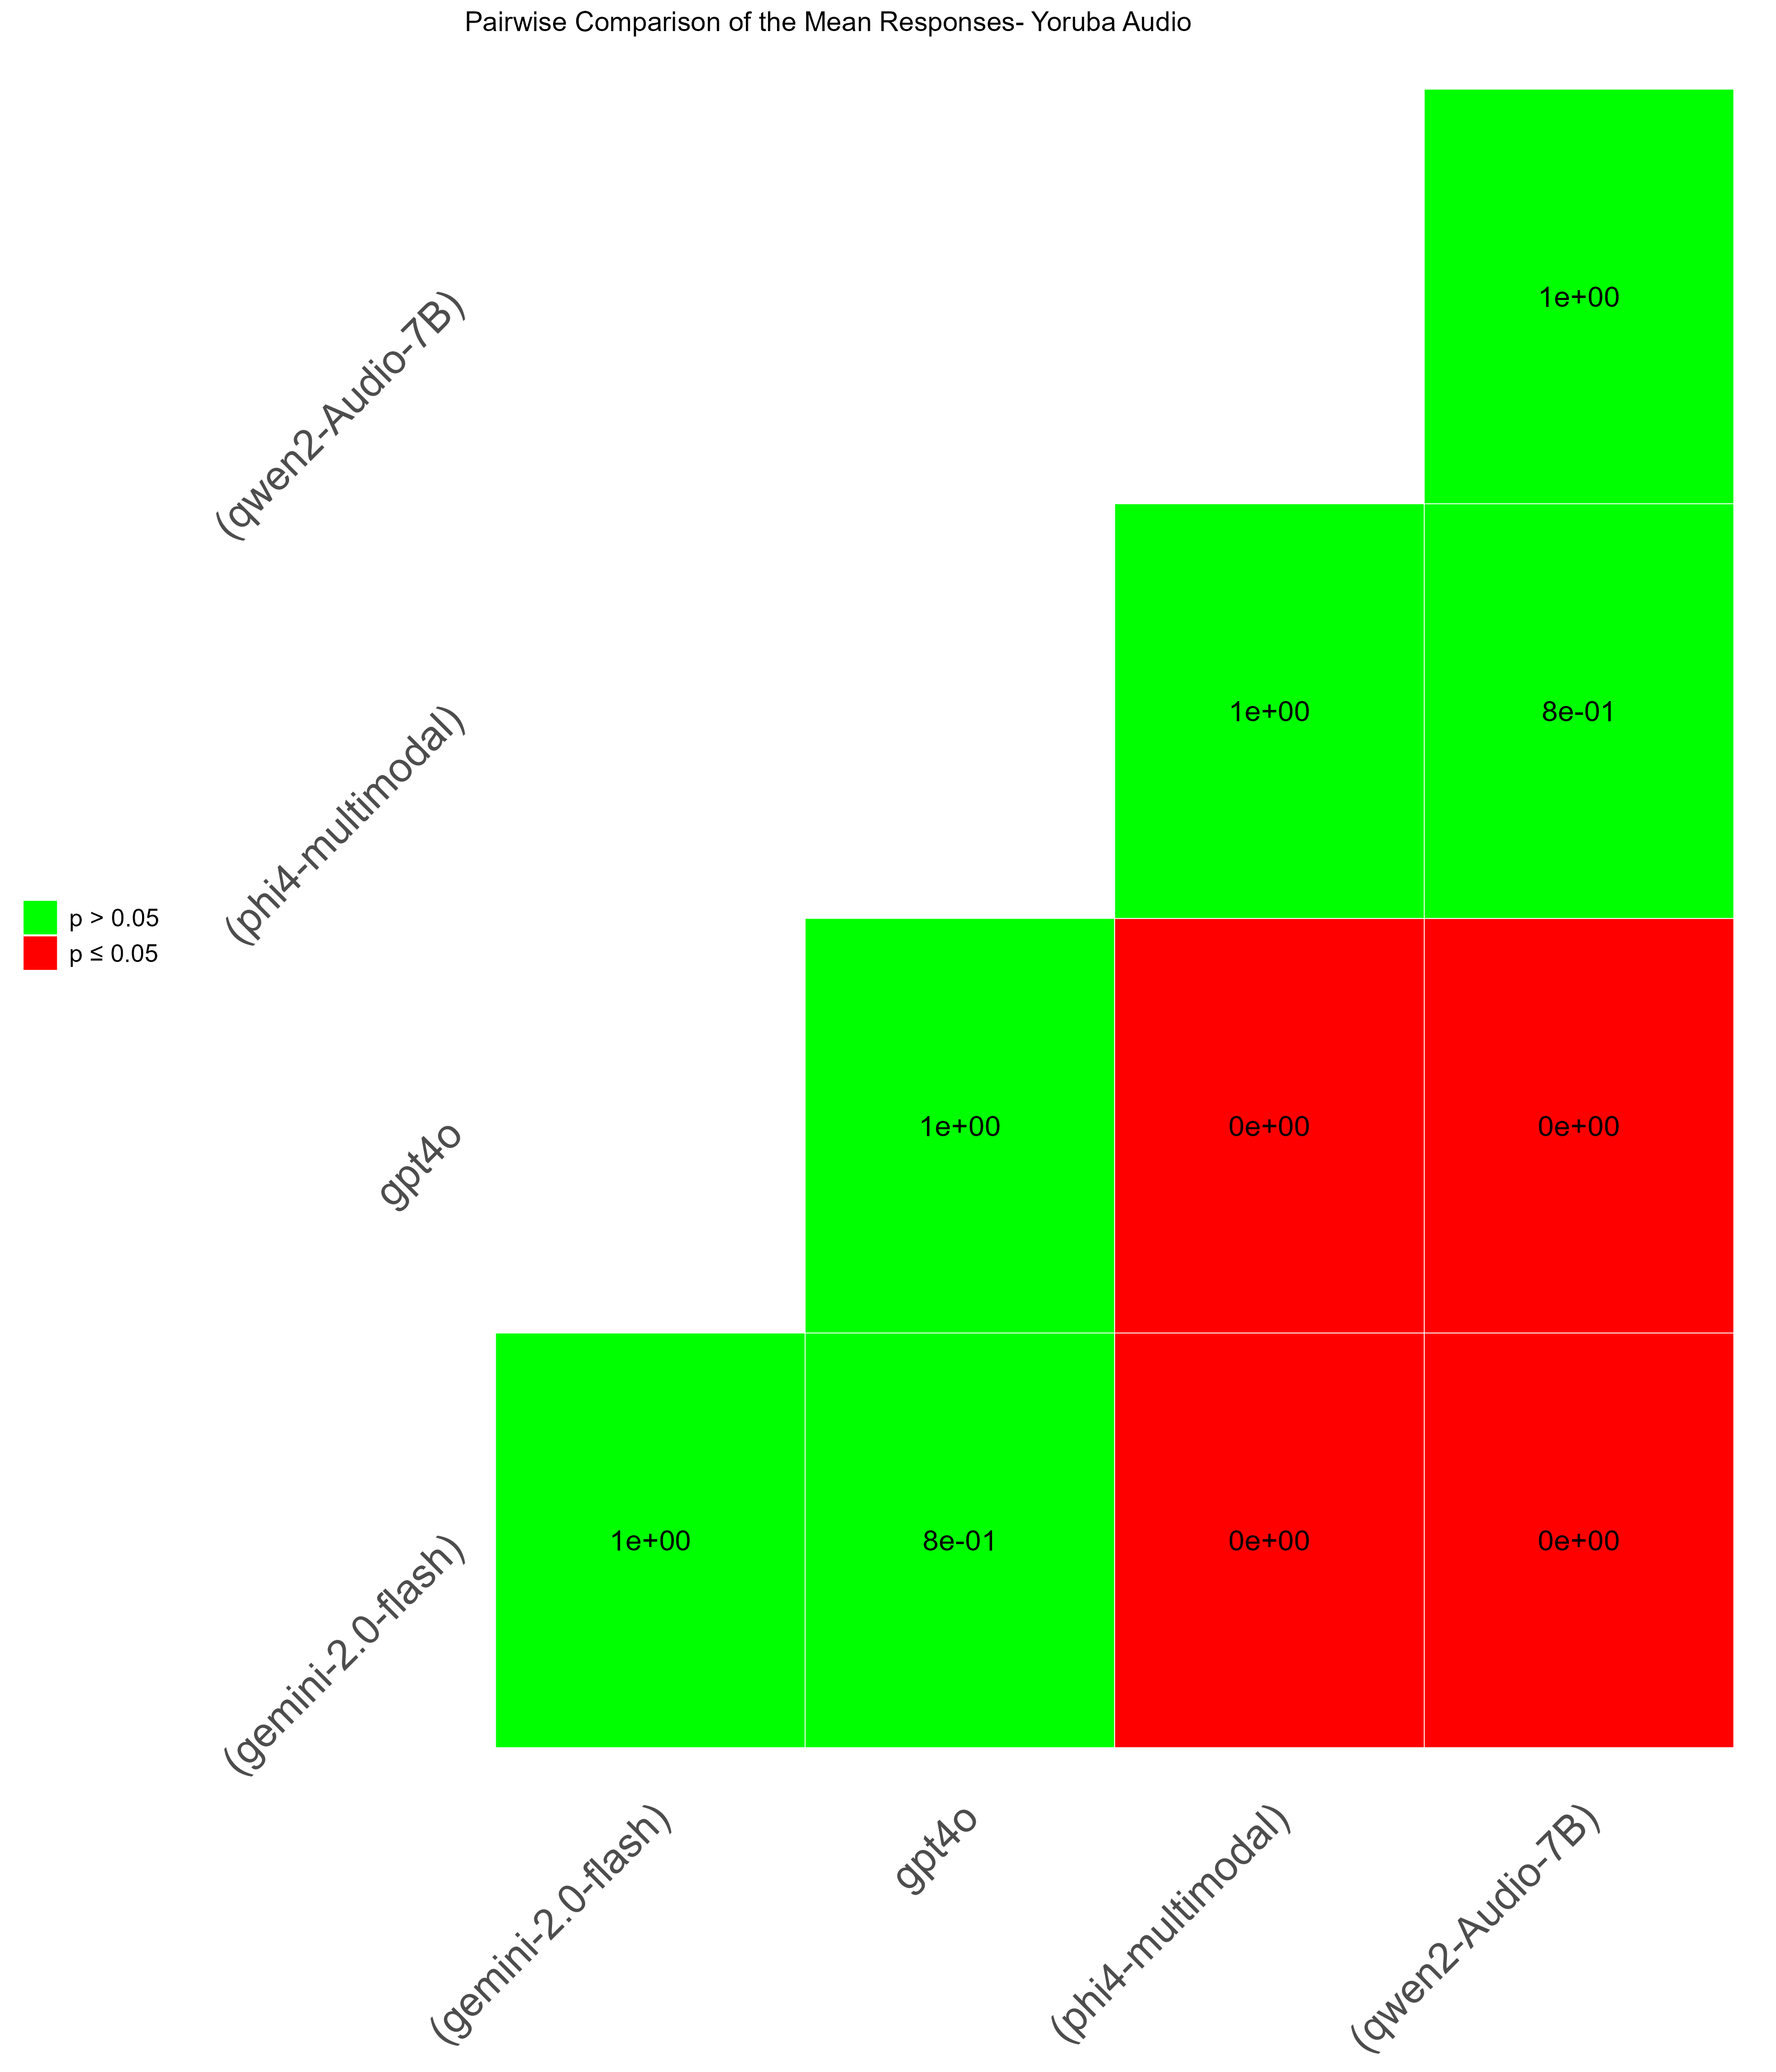 Pairwise Comparison of the Mean Responses- Yoruba Audio
1e+00
(qwen2-Audio-7B)
1e+00 8e-01
(phi4-multimodal)
p > 0.05
p ≤ 0.05
1e+00 0e+00 0e+00
gpt4o
1e+00 8e-01 0e+00 0e+00
(gemini-2.0-flash)
(gemini-2.0-flash) gpt4o (phi4-multimodal) (qwen2-Audio-7B)